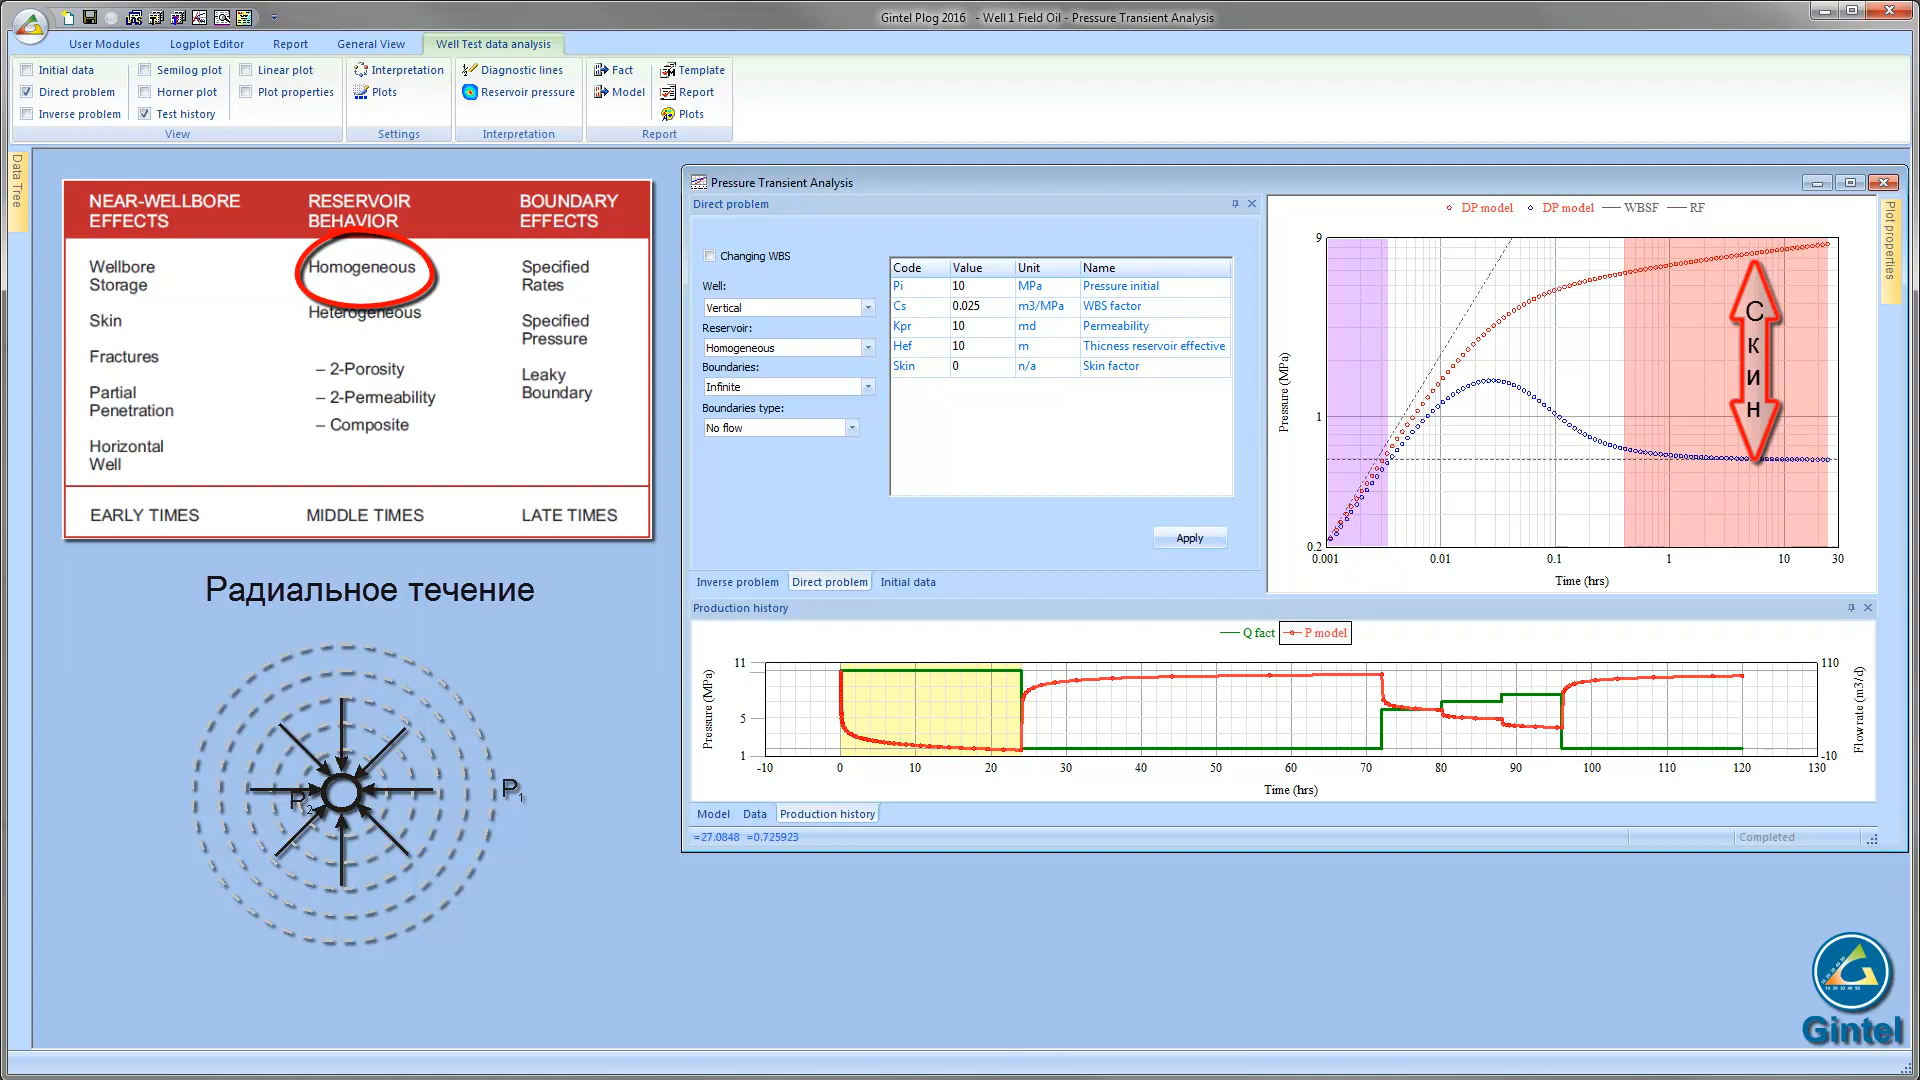 Gintel Plog 2016 - Well 1 Field Oil - Pressure Transient Analysis
User Modules
Logplot Editor
Report
General View
Well Test data analysis
Initial data
Semilog plot
Linear plot
Interpretation
Diagnostic lines
Fact
Template
Direct problem
Horner plot
Plot properties
Plots
Reservoir pressure
Model
Report
Inverse problem
Test history
Plots
View
Settings
Interpretation
Report
Data Tree
NEAR-WELLBORE EFFECTS
RESERVOIR BEHAVIOR
BOUNDARY EFFECTS
Wellbore
Storage
Skin
Fractures
Partial
Penetration
Horizontal
Well
Homogeneous
Heterogeneous
– 2-Porosity
– 2-Permeability
– Composite
Specified
Rates
Specified
Pressure
Leaky
Boundary
EARLY TIMES
MIDDLE TIMES
LATE TIMES
Радиальное течение
P1
P2
Pressure Transient Analysis
Direct problem
Changing WBS
Well:
Vertical
Reservoir:
Homogeneous
Boundaries:
Infinite
Boundaries type:
No flow
Code Value Unit Name
Pi 10 MPa Pressure initial
Cs 0.025 m3/MPa WBS factor
Kpr 10 md Permeability
Hef 10 m Thicness reservoir effective
Skin 0 n/a Skin factor
Apply
Inverse problem
Direct problem
Initial data
DP model DP model WBSF RF
Plot properties
9
1
0.2
Pressure (MPa)
0.001 0.01 0.1 1 10 30
Time (hrs)
С
К
И
Н
Production history
Q fact P model
11
5
1
Pressure (MPa)
110
-10
Flow rate (m3/d)
-10 0 10 20 30 40 50 60 70 80 90 100 110 120 130
Time (hrs)
Model
Data
Production history
=27.0848 =0.725923
Completed
Gintel